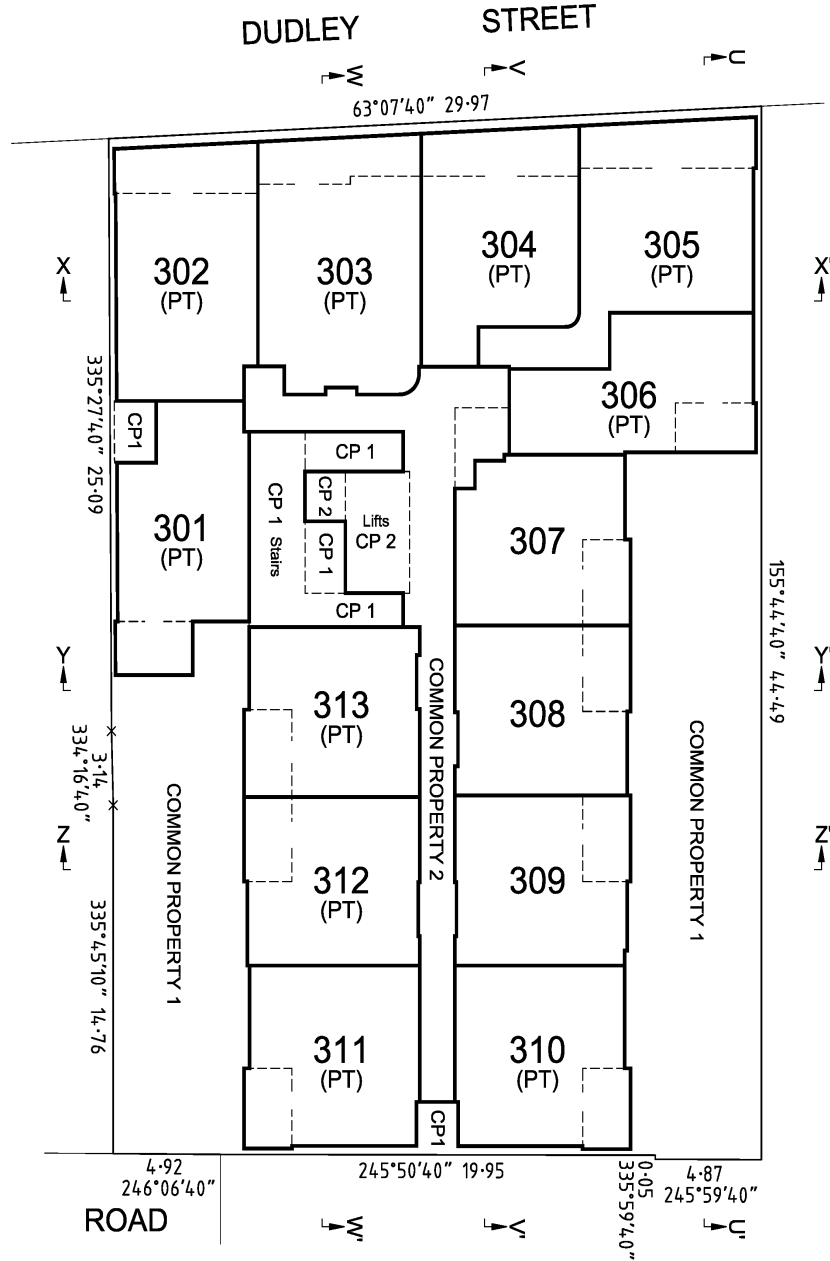 DUDLEY STREET
W V U
63°07'40" 29·97
302
(PT)
303
(PT)
304
(PT)
305
(PT)
X X'
306
(PT)
335°27'40" 25·09
CP1
CP 1
301
(PT)
CP 1 Stairs
CP 2
CP 1
Lifts
CP 2
CP 1
307
155°44'40" 44·49
Y Y'
313
(PT)
COMMON PROPERTY 2
308
COMMON PROPERTY 1
3·14
334°16'40"
COMMON PROPERTY 1
Z Z'
312
(PT)
309
335°45'10" 14·76
311
(PT)
310
(PT)
CP1
4·92
246°06'40"
245°50'40" 19·95
0·05
335°59'40"
4·87
245°59'40"
ROAD
W' V' U'